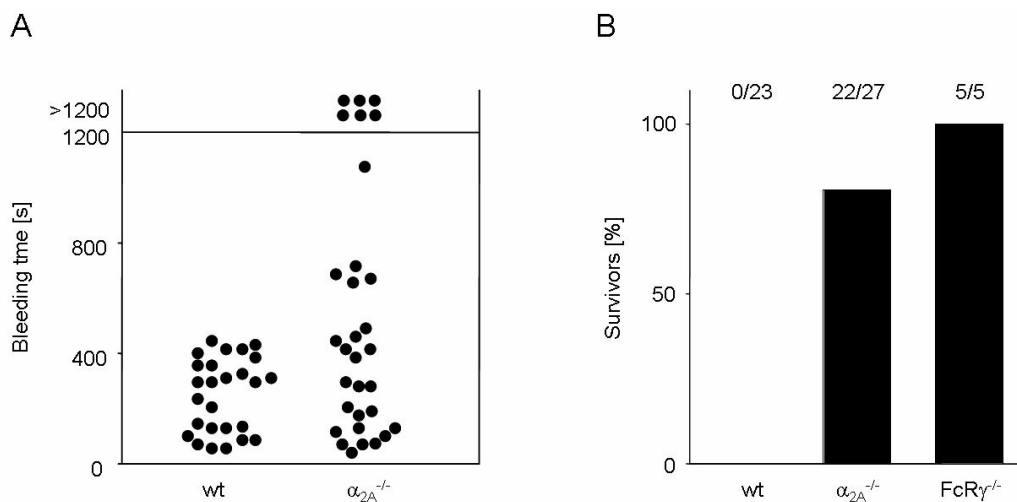 A
B
>1200
1200
800
400
0
Bleeding tme [s]
wt
α2A-/-
0/23 22/27 5/5
100
50
0
Survivors [%]
wt
α2A-/-
FcRγ-/-